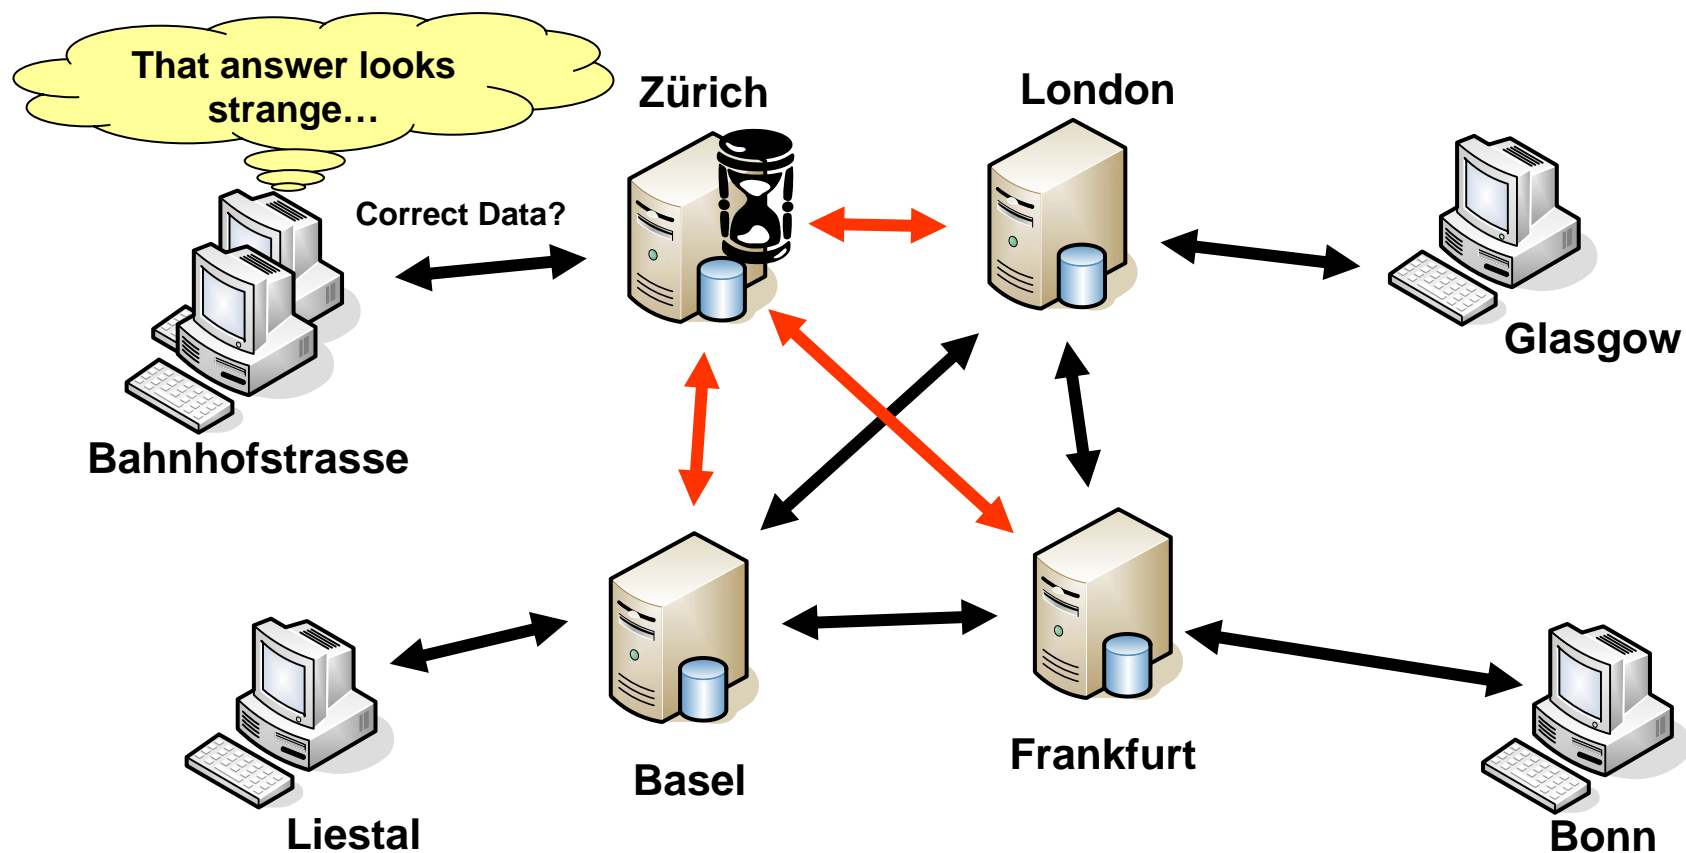 That answer looks
strange…
Zürich
London
Correct Data?
Glasgow
Bahnhofstrasse
Frankfurt
Basel
Liestal
Bonn